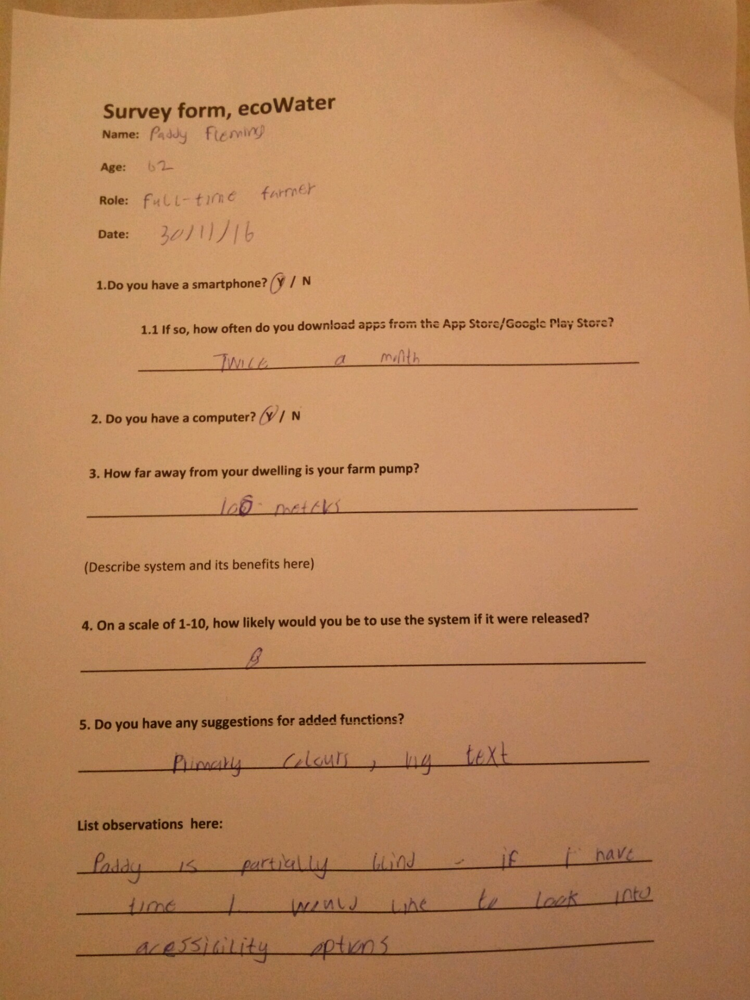 Survey form, ecoWater
Name: Paddy Fleming
Age: 62
Role: Full-time farmer
Date: 30/11/16
1.Do you have a smartphone? Y / N
1.1 If so, how often do you download apps from the App Store/Google Play Store?
Twice a month
2. Do you have a computer? Y / N
3. How far away from your dwelling is your farm pump?
100 meters
(Describe system and its benefits here)
4. On a scale of 1-10, how likely would you be to use the system if it were released?
8
5. Do you have any suggestions for added functions?
Primary colours, big text
List observations here:
Paddy is partially blind - if I have
time I would like to look into
acessibility options